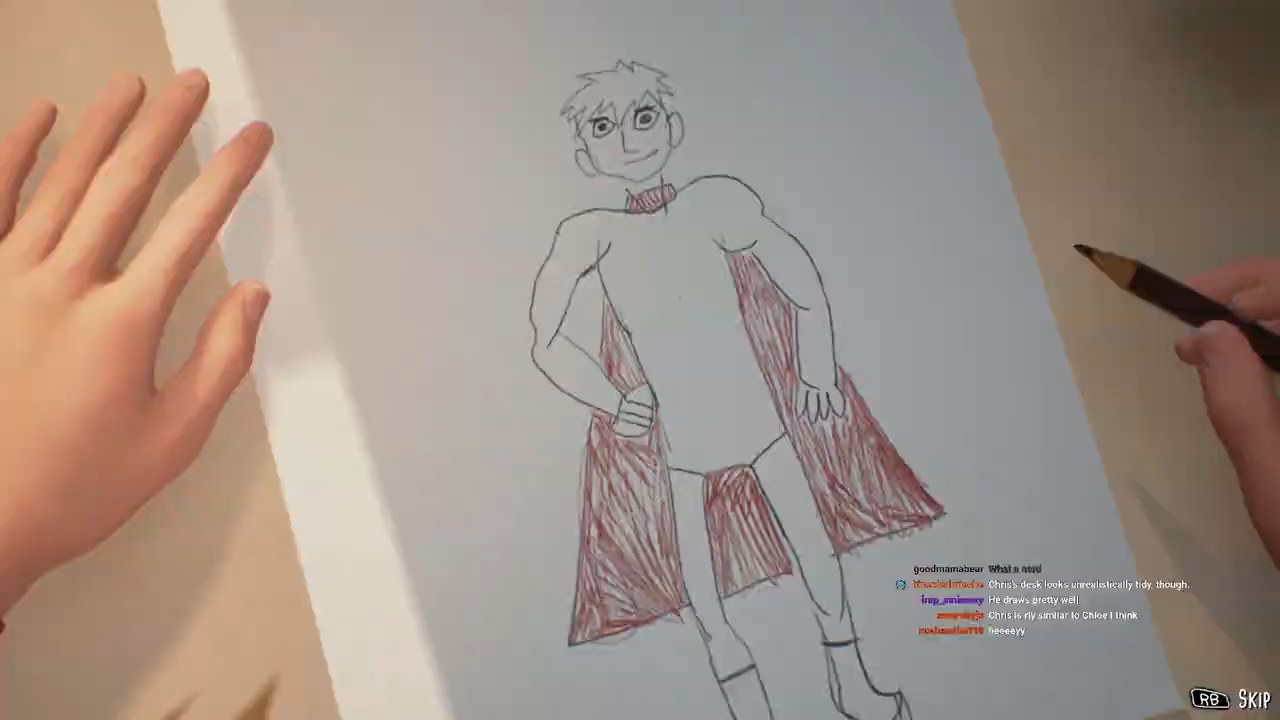 goodmamabear What a nerd
Chris's desk looks unrealistically tidy, though.
He draws pretty well
Chris is rly similar to Chloe I think
heeeyy
RB SKIP